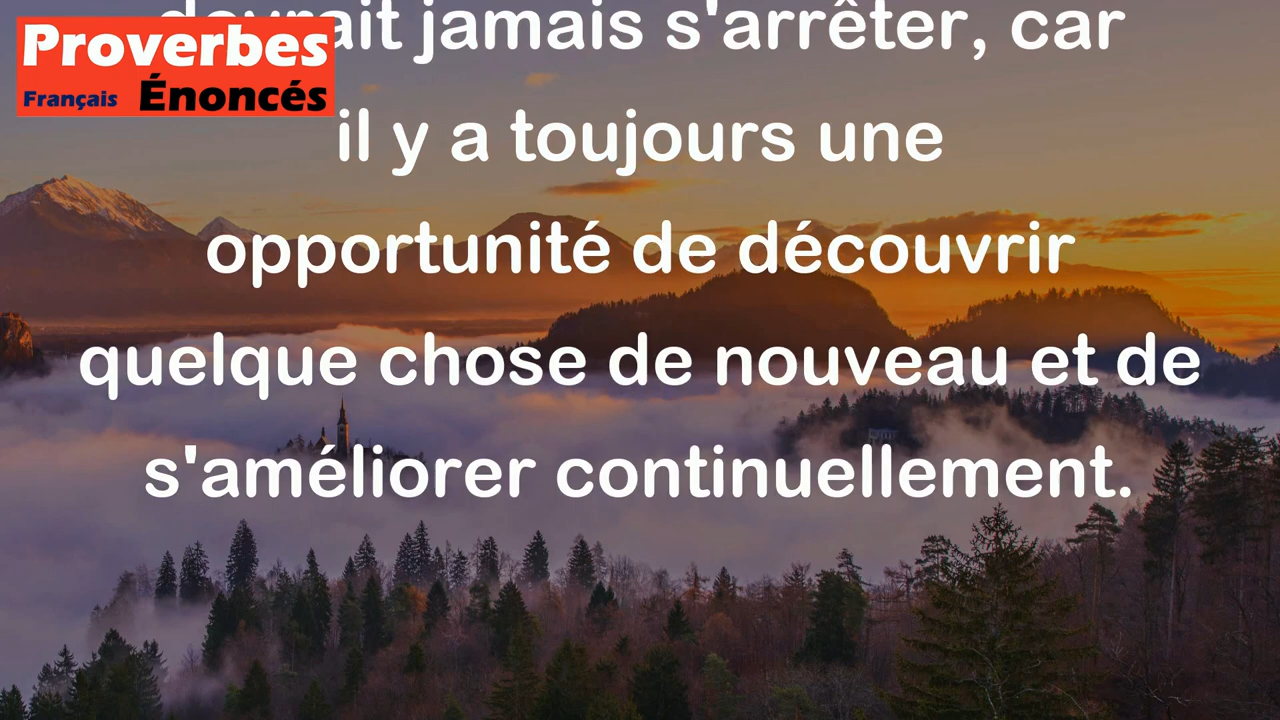 Proverbes
Français Énoncés
devrait jamais s'arrêter, car
il y a toujours une
opportunité de découvrir
quelque chose de nouveau et de
s'améliorer continuellement.